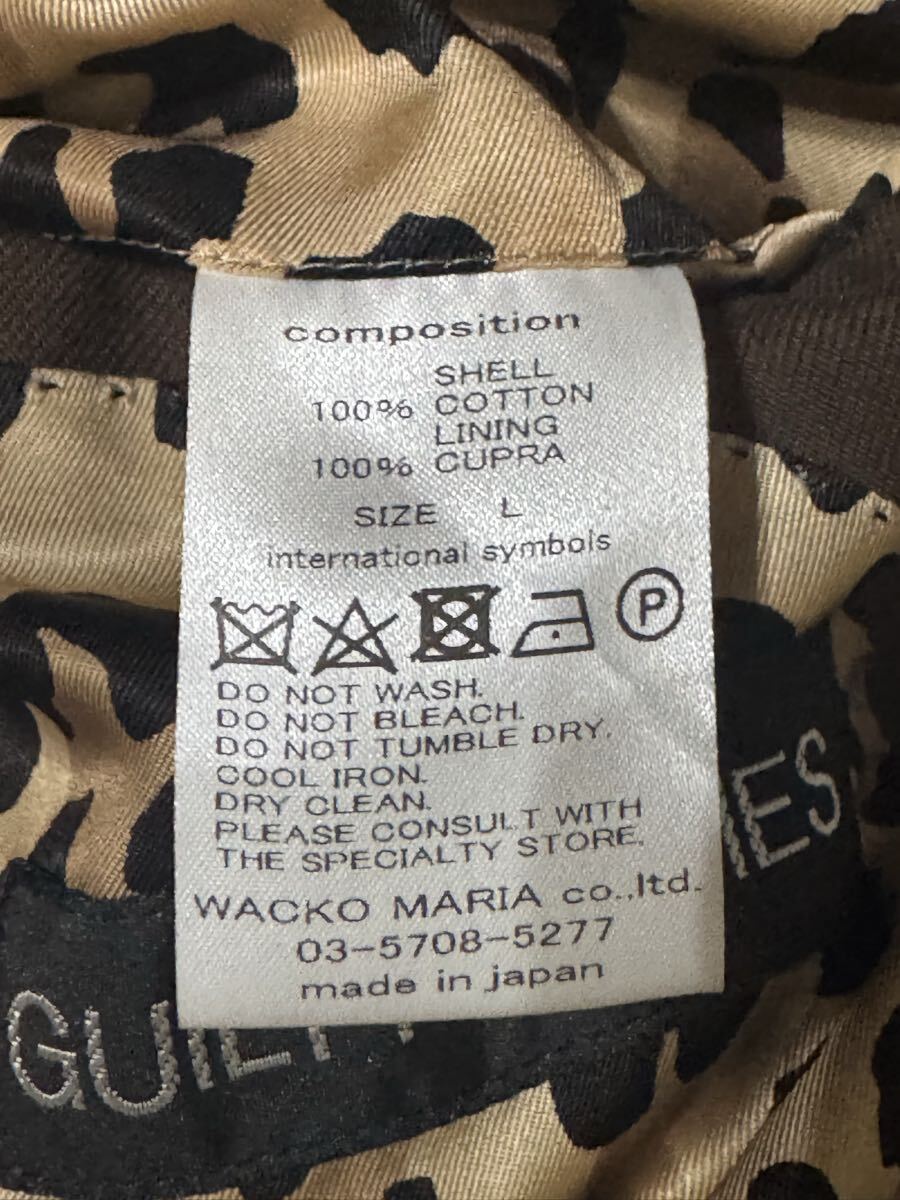 composition
SHELL
100% COTTON
LINING
100% CUPRA
SIZE L
international symbols
P
DO NOT WASH.
DO NOT BLEACH.
DO NOT TUMBLE DRY.
COOL IRON.
DRY CLEAN.
PLEASE CONSULT WITH
THE SPECIALTY STORE.
WACKO MARIA co.,ltd.
03-5708-5277
made in japan
GUILTY